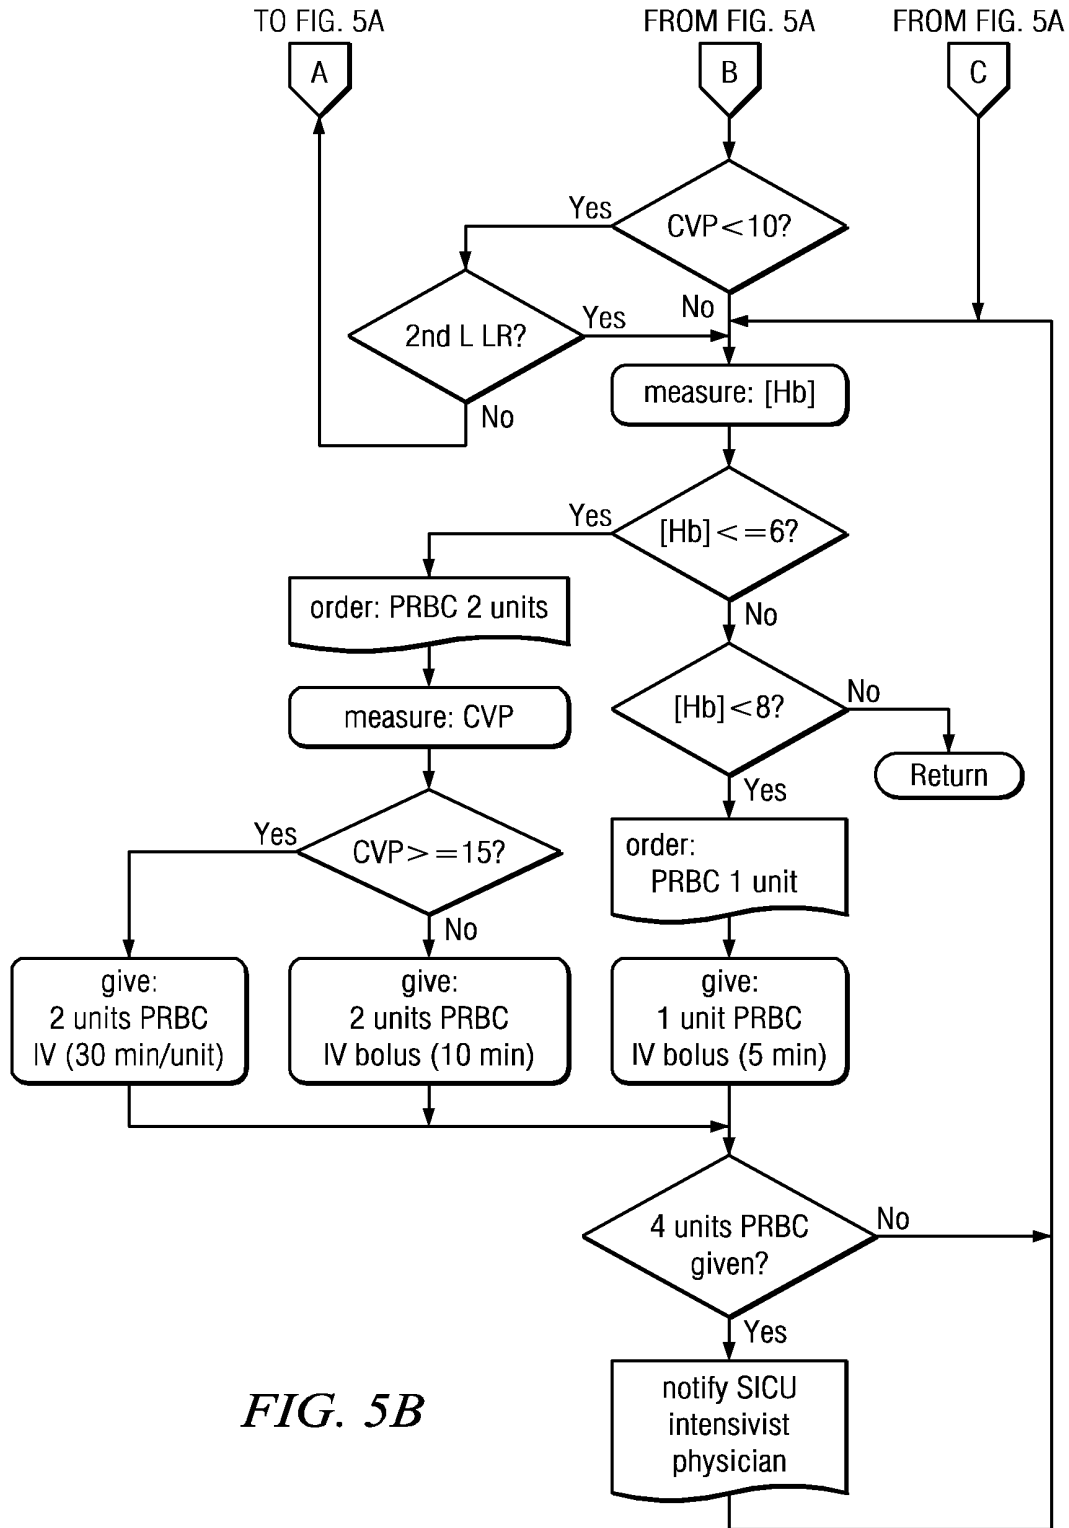 TO FIG. 5A
FROM FIG. 5A
FROM FIG. 5A
A
B
C
CVP<10?
Yes
No
2nd L LR?
Yes
No
measure: [Hb]
[Hb]<=6?
Yes
No
order: PRBC 2 units
measure: CVP
[Hb]<8?
No
Return
Yes
CVP>=15?
Yes
No
order:
PRBC 1 unit
give:
2 units PRBC
IV (30 min/unit)
give:
2 units PRBC
IV bolus (10 min)
give:
1 unit PRBC
IV bolus (5 min)
4 units PRBC
given?
No
Yes
notify SICU
intensivist
physician
FIG. 5B